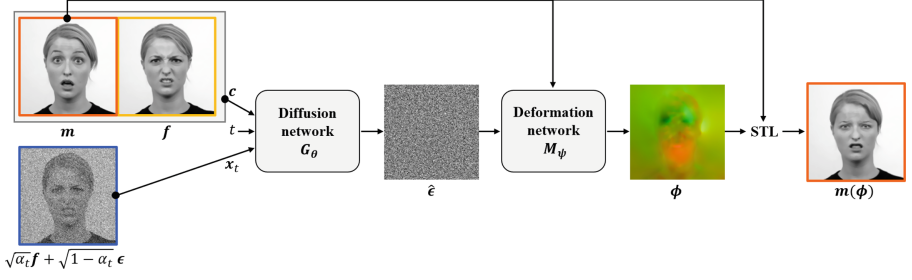 m
f
c
t
x_t
Diffusion
network
G_θ
ε̂
Deformation
network
M_ψ
ϕ
STL
m(ϕ)
√α_t f + √1 − α_t ϵ